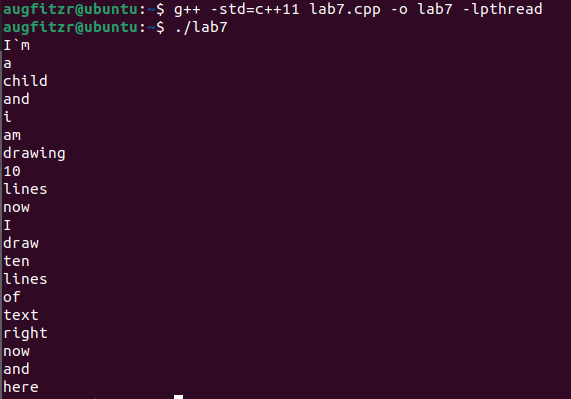 augfitzr@ubuntu:~$ g++ -std=c++11 lab7.cpp -o lab7 -lpthread
augfitzr@ubuntu:~$ ./lab7
I`m
a
child
and
i
am
drawing
10
lines
now
I
draw
ten
lines
of
text
right
now
and
here